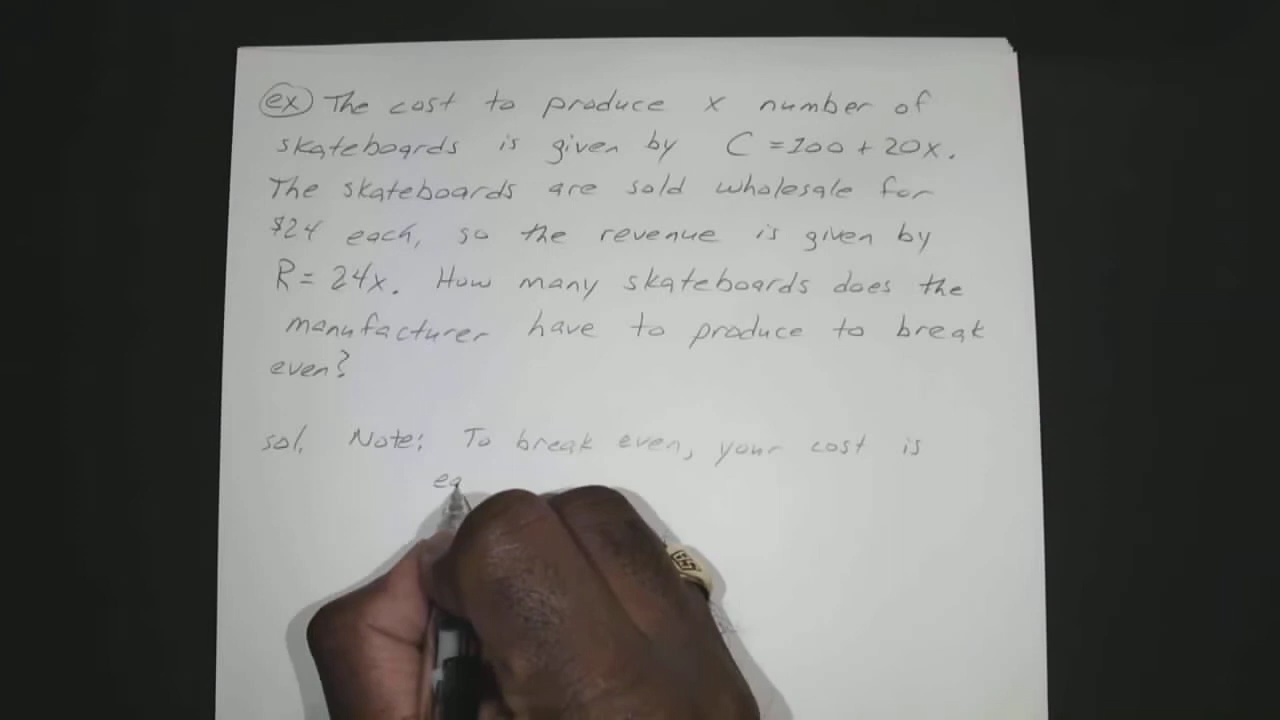 ex The cost to produce x number of
skateboards is given by C = 100 + 20x.
The skateboards are sold wholesale for
$24 each, so the revenue is given by
R = 24x. How many skateboards does the
manufacturer have to produce to break
even?
sol. Note: To break even, your cost is
eq